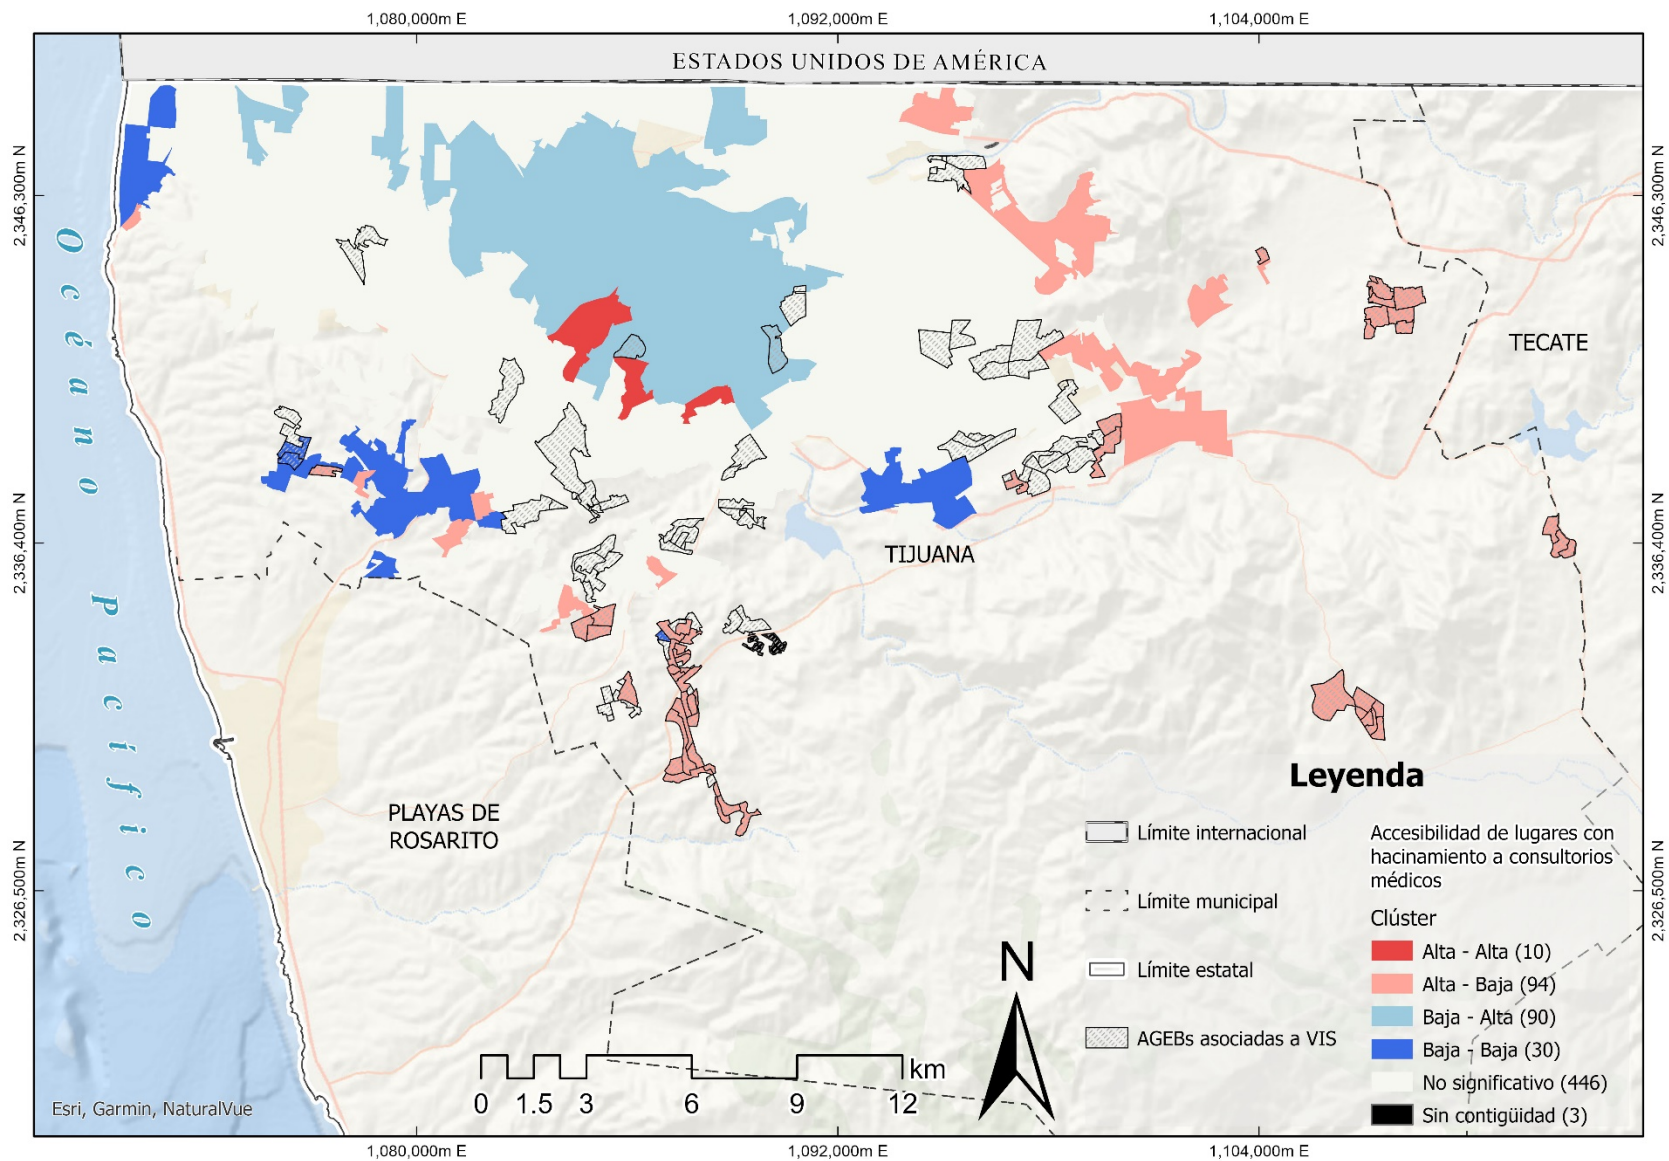 1,080,000m E
1,092,000m E
1,104,000m E
ESTADOS UNIDOS DE AMÉRICA
2,346,300m N
2,346,300m N
Océano Pacífico
TECATE
2,336,400m N
2,336,400m N
TIJUANA
PLAYAS DE
ROSARITO
2,326,500m N
2,326,500m N
Leyenda
Límite internacional
Límite municipal
Límite estatal
AGEBs asociadas a VIS
Accesibilidad de lugares con
hacinamiento a consultorios
médicos
Clúster
Alta - Alta (10)
Alta - Baja (94)
Baja - Alta (90)
Baja - Baja (30)
No significativo (446)
Sin contigüidad (3)
N
km
0 1.5 3 6 9 12
Esri, Garmin, NaturalVue
1,080,000m E
1,092,000m E
1,104,000m E